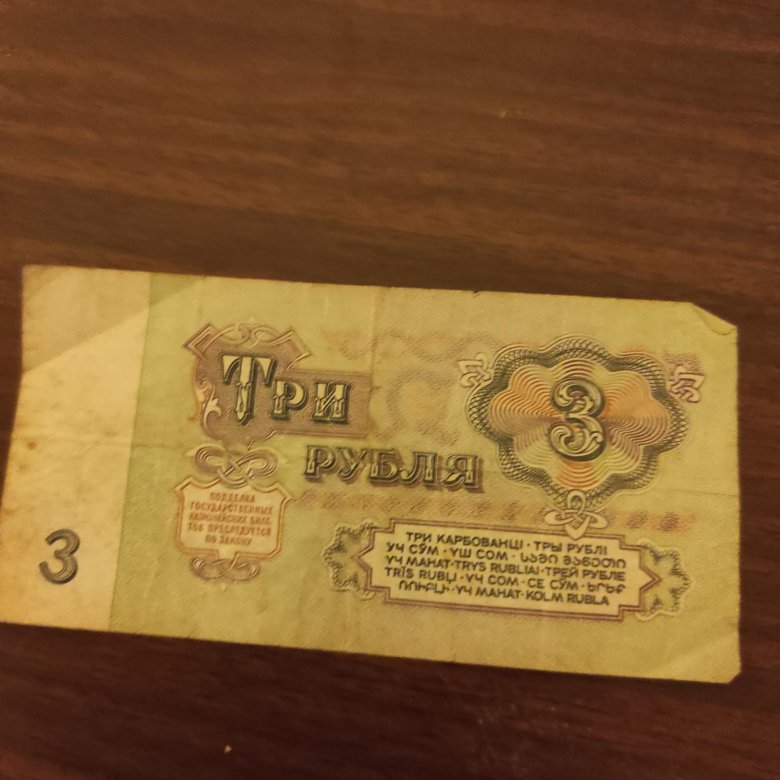 Три
РУБЛЯ
3
ПОДДЕЛКА
ГОСУДАРСТВЕННЫХ
КАЗНАЧЕЙСКИХ БИЛЕ-
ТОВ ПРЕСЛЕДУЕТСЯ
ПО ЗАКОНУ
ТРИ КАРБОВАНЦІ · ТРЫ РУБЛІ
УЧ СЎМ · ҮШ СОМ · ᲡᲐᲛᲘ ᲛᲐᲜᲔᲗᲘ
ҮЧ МАНАТ · TRYS RUBLIAI · ТРЕЙ РУБЛЕ
TRĪS RUBĻI · ҮЧ СОМ · СЕ СӮМ · ԵՐԵՔ
ՌՈՒԲԼԻ · ҮЧ МАНАТ · KOLM RUBLA
3